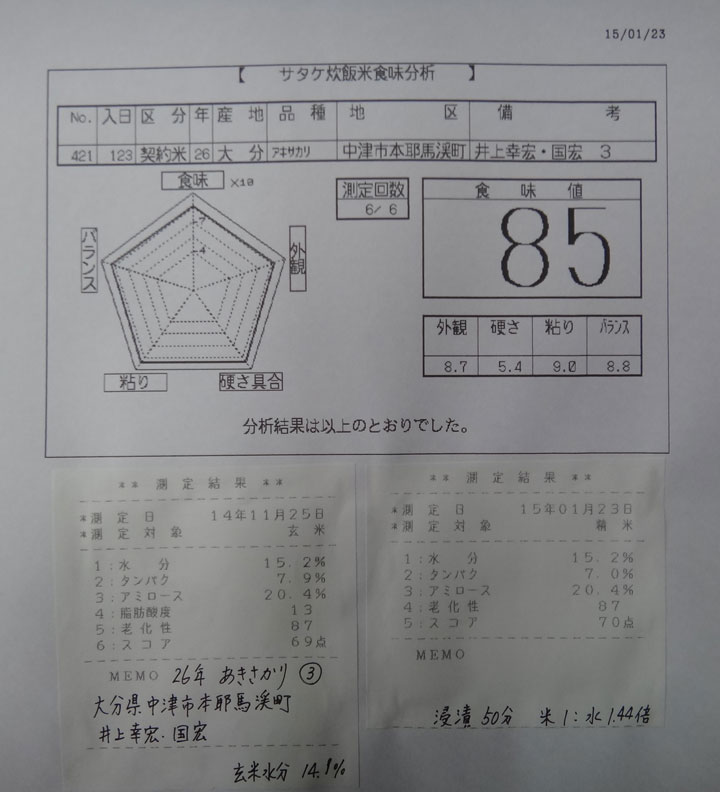 15/01/23
【 サタケ炊飯米食味分析 】
No. 入日 区分 年 産地 品種 地区 備考
421 123 契約米 26 大分 アキサカリ 中津市本耶馬渓町 井上幸宏・国宏 3
食味 ×10
7
4
バランス
外観
粘り
硬さ具合
測定回数
6/ 6
食味値
85
外観 硬さ 粘り バランス
8.7 5.4 9.0 8.8
分析結果は以上のとおりでした。
** 測定結果 **
*測定日 14年11月25日
*測定対象 玄米
1:水分 15.2%
2:タンパク 7.9%
3:アミロース 20.4%
4:脂肪酸度 13
5:老化性 87
6:スコア 69点
MEMO 26年 あきさかり ③
大分県中津市本耶馬渓町
井上幸宏・国宏
玄米水分
** 測定結果 **
*測定日 15年01月23日
*測定対象 精米
1:水分 15.2%
2:タンパク 7.0%
3:アミロース 20.4%
4:老化性 87
5:スコア 70点
MEMO
浸漬50分 米1:水1.44倍